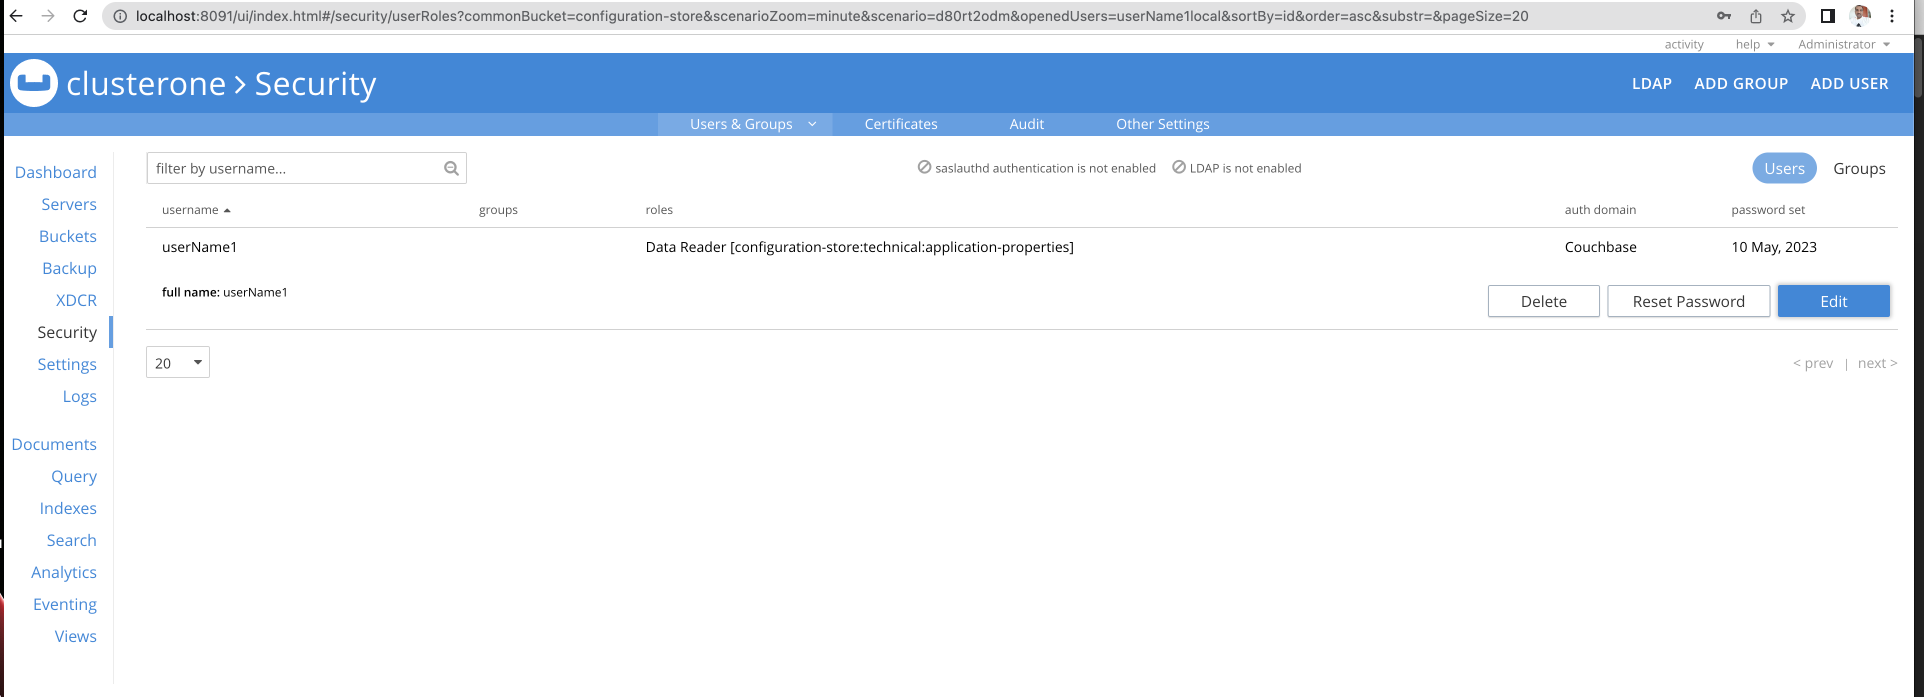 localhost:8091/ui/index.html#/security/userRoles?commonBucket=configuration-store&scenarioZoom=minute&scenario=d80rt2odm&openedUsers=userName1local&sortBy=id&order=asc&substr=&pageSize=20
activity help Administrator
clusterone > Security LDAP ADD GROUP ADD USER
Users & Groups Certificates Audit Other Settings
Dashboard
Servers
Buckets
Backup
XDCR
Security
Settings
Logs
Documents
Query
Indexes
Search
Analytics
Eventing
Views
filter by username... saslauthd authentication is not enabled LDAP is not enabled Users Groups
username groups roles auth domain password set
userName1 Data Reader [configuration-store:technical:application-properties] Couchbase 10 May, 2023
full name: userName1 Delete Reset Password Edit
20 < prev | next >